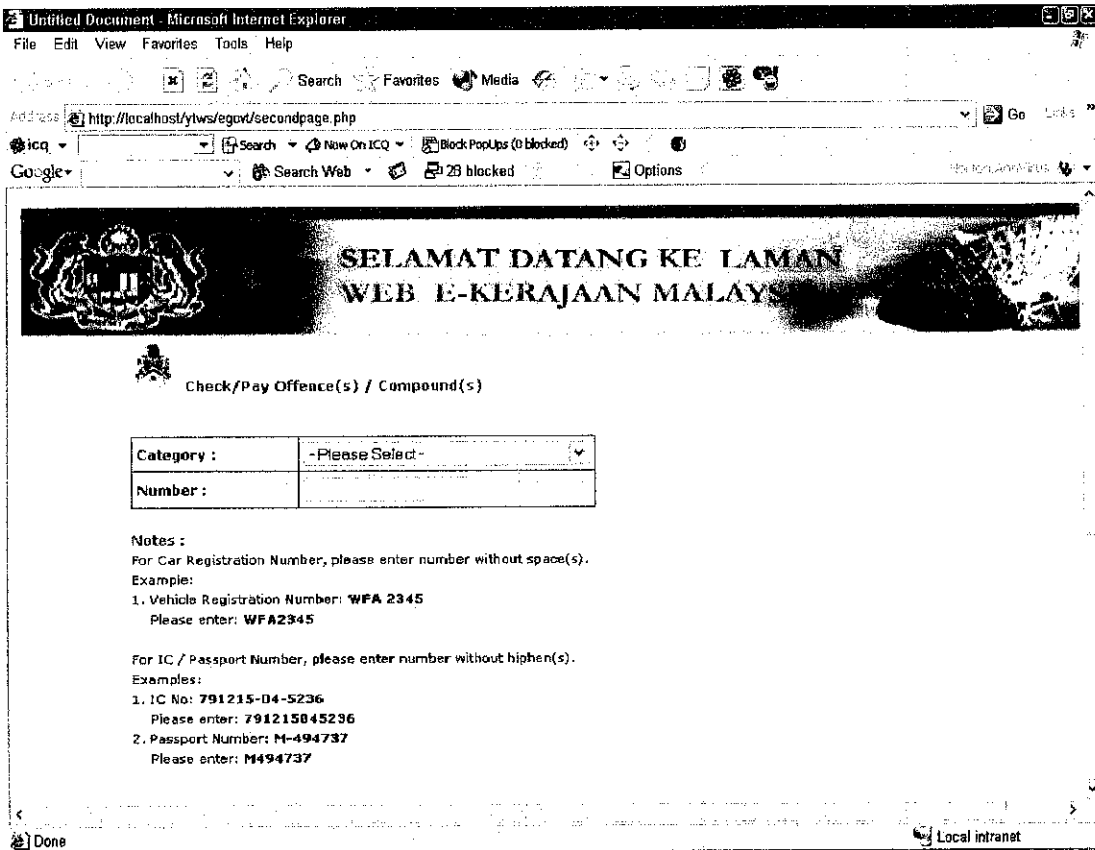 Untitled Document - Microsoft Internet Explorer
File Edit View Favorites Tools Help
Search Favorites Media
Address http://localhost/ytws/egovt/secondpage.php Go Links »
icq Search Now On ICQ Block PopUps (0 blocked)
Google Search Web 28 blocked Options Norton AntiVirus
SELAMAT DATANG KE LAMAN
WEB E-KERAJAAN MALAYS
Check/Pay Offence(s) / Compound(s)
Category : -Please Select-
Number :
Notes :
For Car Registration Number, please enter number without space(s).
Example:
1. Vehicle Registration Number: WFA 2345
Please enter: WFA2345
For IC / Passport Number, please enter number without hiphen(s).
Examples:
1. IC No: 791215-04-5236
Please enter: 791215045236
2. Passport Number: M-494737
Please enter: M494737
Done Local intranet